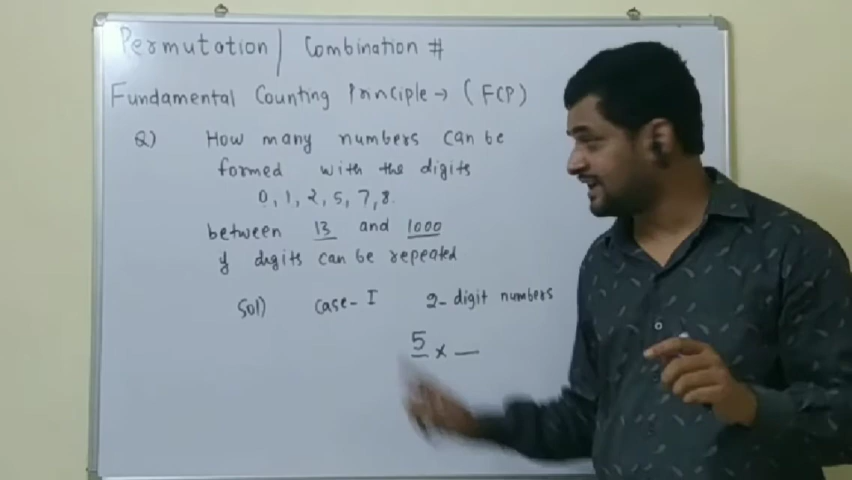 Permutation / Combination #
Fundamental Counting Principle → (FCP)
Q) How many numbers can be
formed with the digits
0, 1, 2, 5, 7, 8.
between 13 and 1000
if digits can be repeated
Sol) Case-I 2-digit numbers
5 × _